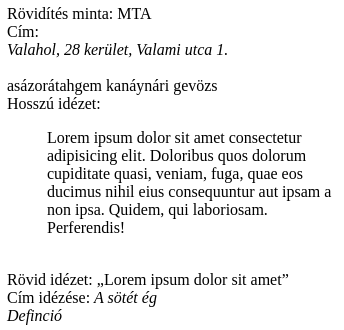 Rövidítés minta: MTA
Cím:
Valahol, 28 kerület, Valami utca 1.
asázorátahgem kanáynári gevözs
Hosszú idézet:
Lorem ipsum dolor sit amet consectetur
adipisicing elit. Doloribus quos dolorum
cupiditate quasi, veniam, fuga, quae eos
ducimus nihil eius consequuntur aut ipsam a
non ipsa. Quidem, qui laboriosam.
Perferendis!
Rövid idézet: „Lorem ipsum dolor sit amet”
Cím idézése: A sötét ég
Definció